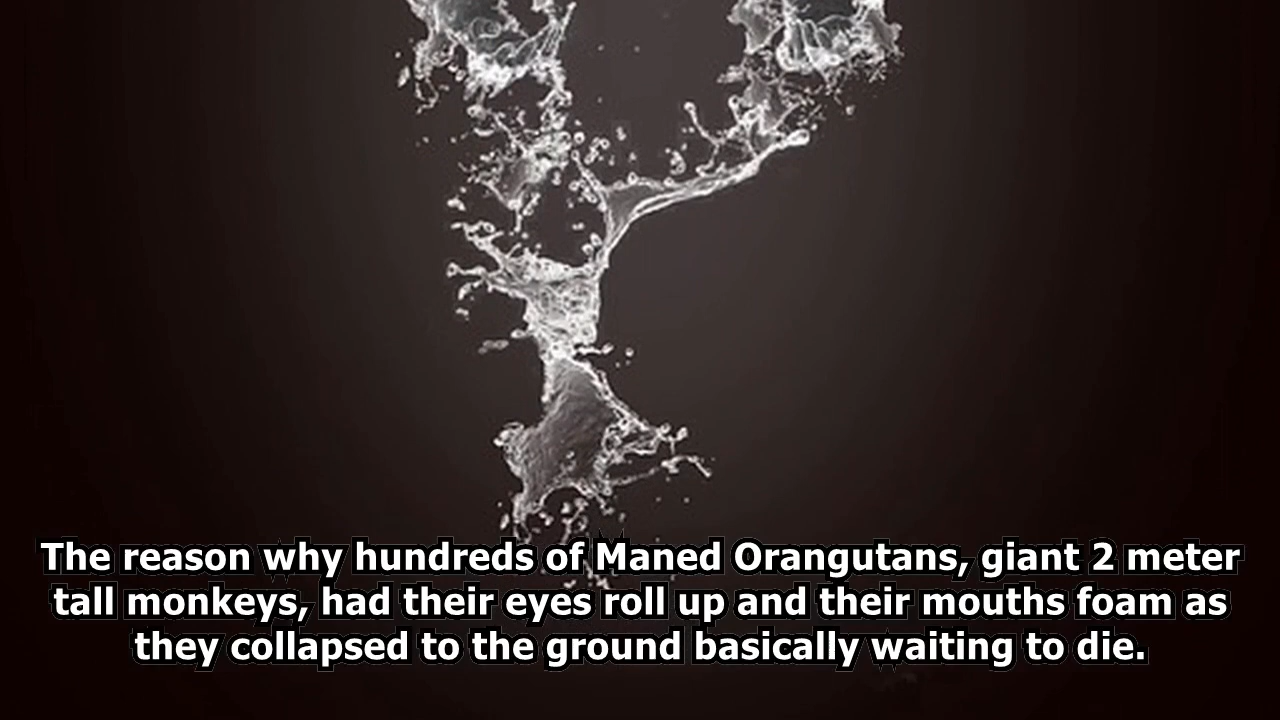 The reason why hundreds of Maned Orangutans, giant 2 meter
tall monkeys, had their eyes roll up and their mouths foam as
they collapsed to the ground basically waiting to die.